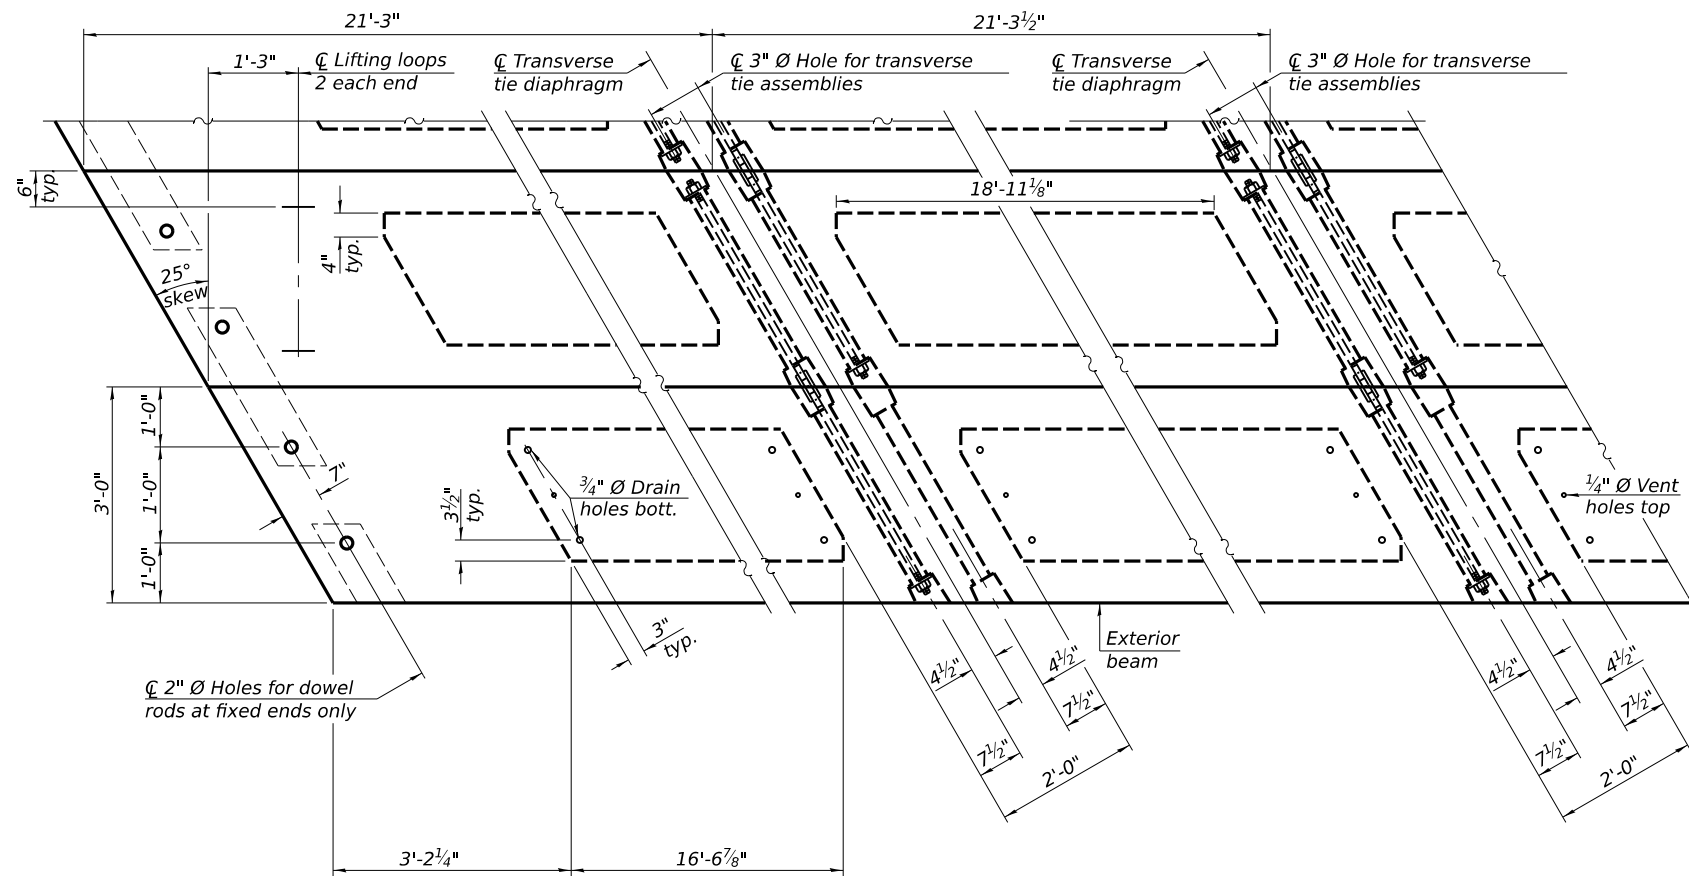 21'-3"
21'-3½"
1'-3"
℄ Lifting loops
2 each end
℄ Transverse
tie diaphragm
℄ 3" Ø Hole for transverse
tie assemblies
℄ Transverse
tie diaphragm
℄ 3" Ø Hole for transverse
tie assemblies
6"
typ.
18'-11⅛"
4"
typ.
25°
skew
3'-0"
1'-0"
1'-0"
1'-0"
7"
3½"
typ.
¾" Ø Drain
holes bott.
¼" Ø Vent
holes top
3"
typ.
Exterior
beam
4½"
4½"
7½"
7½"
2'-0"
4½"
4½"
7½"
7½"
2'-0"
℄ 2" Ø Holes for dowel
rods at fixed ends only
3'-2¼"
16'-6⅞"